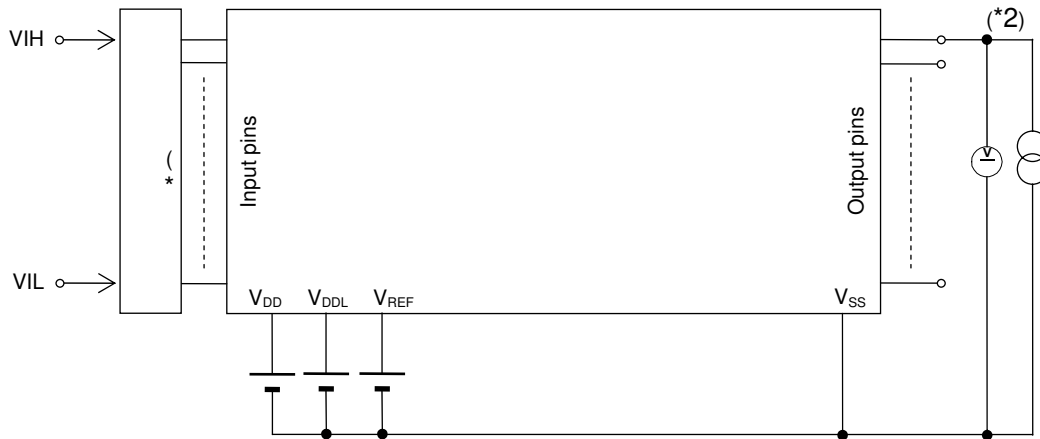 (*2)
VIH
Input pins
Output pins
(
*
V
VIL
VDD VDDL VREF VSS